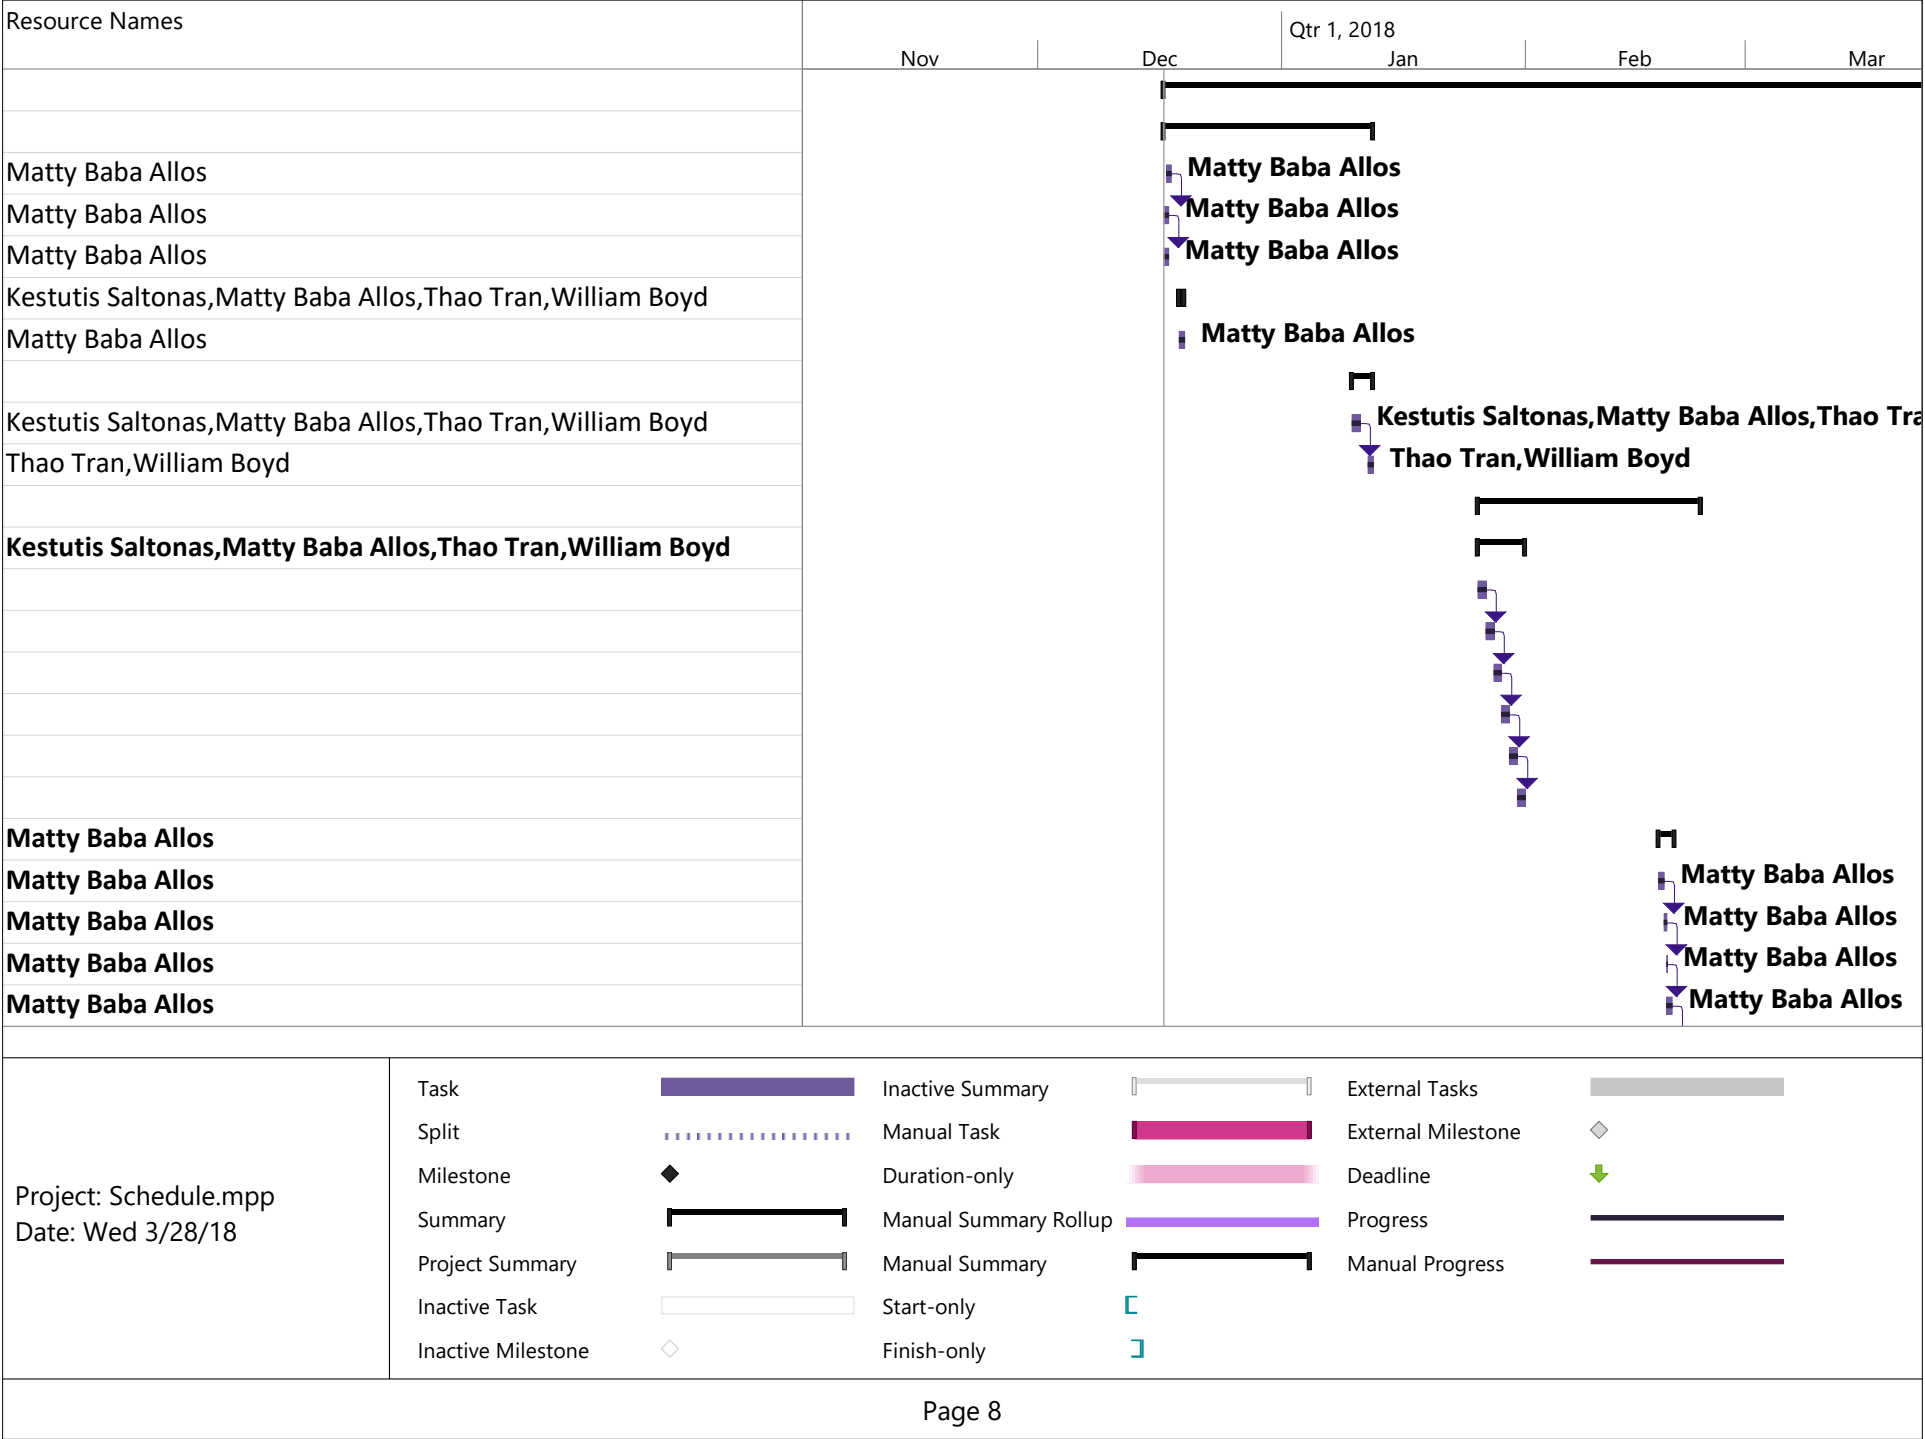 Resource Names
Qtr 1, 2018
Nov Dec Jan Feb Mar
Matty Baba Allos Matty Baba Allos
Matty Baba Allos Matty Baba Allos
Matty Baba Allos Matty Baba Allos
Kestutis Saltonas,Matty Baba Allos,Thao Tran,William Boyd
Matty Baba Allos Matty Baba Allos
Kestutis Saltonas,Matty Baba Allos,Thao Tran,William Boyd Kestutis Saltonas,Matty Baba Allos,Thao Tra
Thao Tran,William Boyd Thao Tran,William Boyd
Kestutis Saltonas,Matty Baba Allos,Thao Tran,William Boyd
Matty Baba Allos
Matty Baba Allos Matty Baba Allos
Matty Baba Allos Matty Baba Allos
Matty Baba Allos Matty Baba Allos
Matty Baba Allos Matty Baba Allos
Project: Schedule.mpp
Date: Wed 3/28/18
Task
Split
Milestone
Summary
Project Summary
Inactive Task
Inactive Milestone
Inactive Summary
Manual Task
Duration-only
Manual Summary Rollup
Manual Summary
Start-only
Finish-only
External Tasks
External Milestone
Deadline
Progress
Manual Progress
Page 8